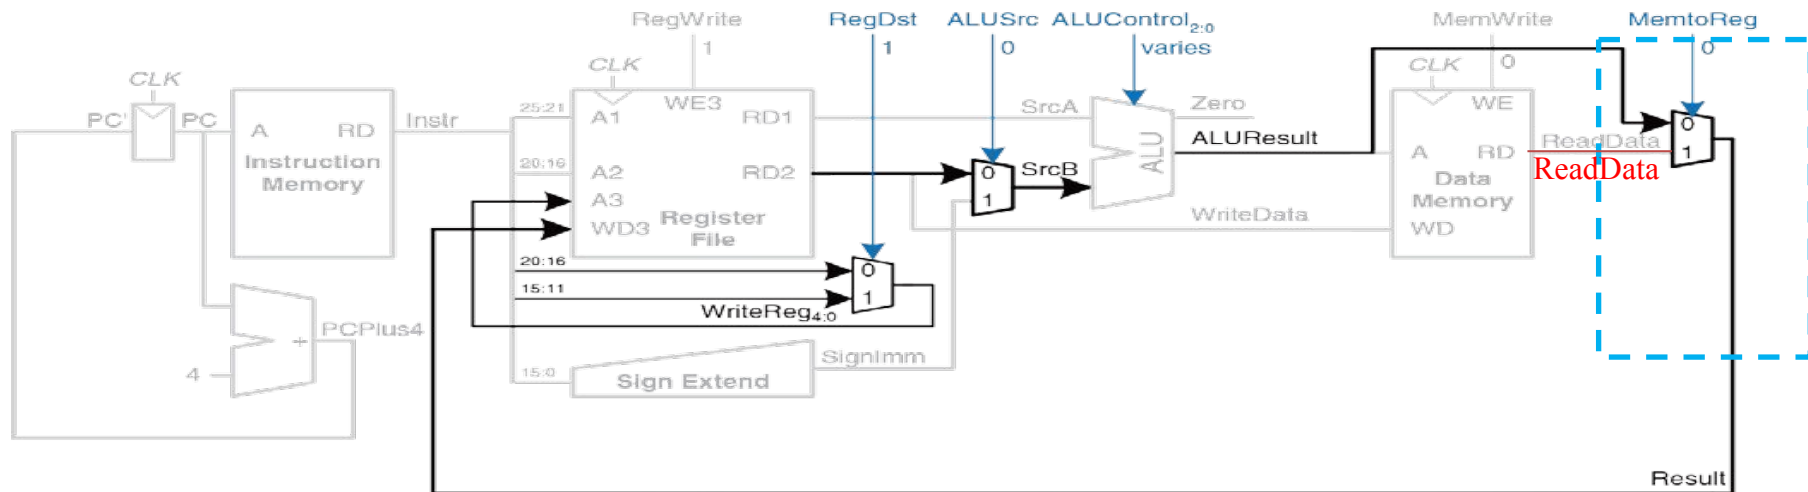 RegWrite
1
RegDst
1
ALUSrc
0
ALUControl2:0
varies
MemWrite
0
MemtoReg
0
CLK
PC'
PC
A
RD
Instruction
Memory
Instr
4
+
PCPlus4
25:21
20:16
20:16
15:11
15:0
CLK
WE3
A1
A2
A3
WD3
RD1
RD2
Register
File
0
1
WriteReg4:0
Sign Extend
SignImm
0
1
SrcA
SrcB
ALU
Zero
ALUResult
WriteData
CLK
WE
A
RD
Data
Memory
WD
ReadData
ReadData
0
1
Result